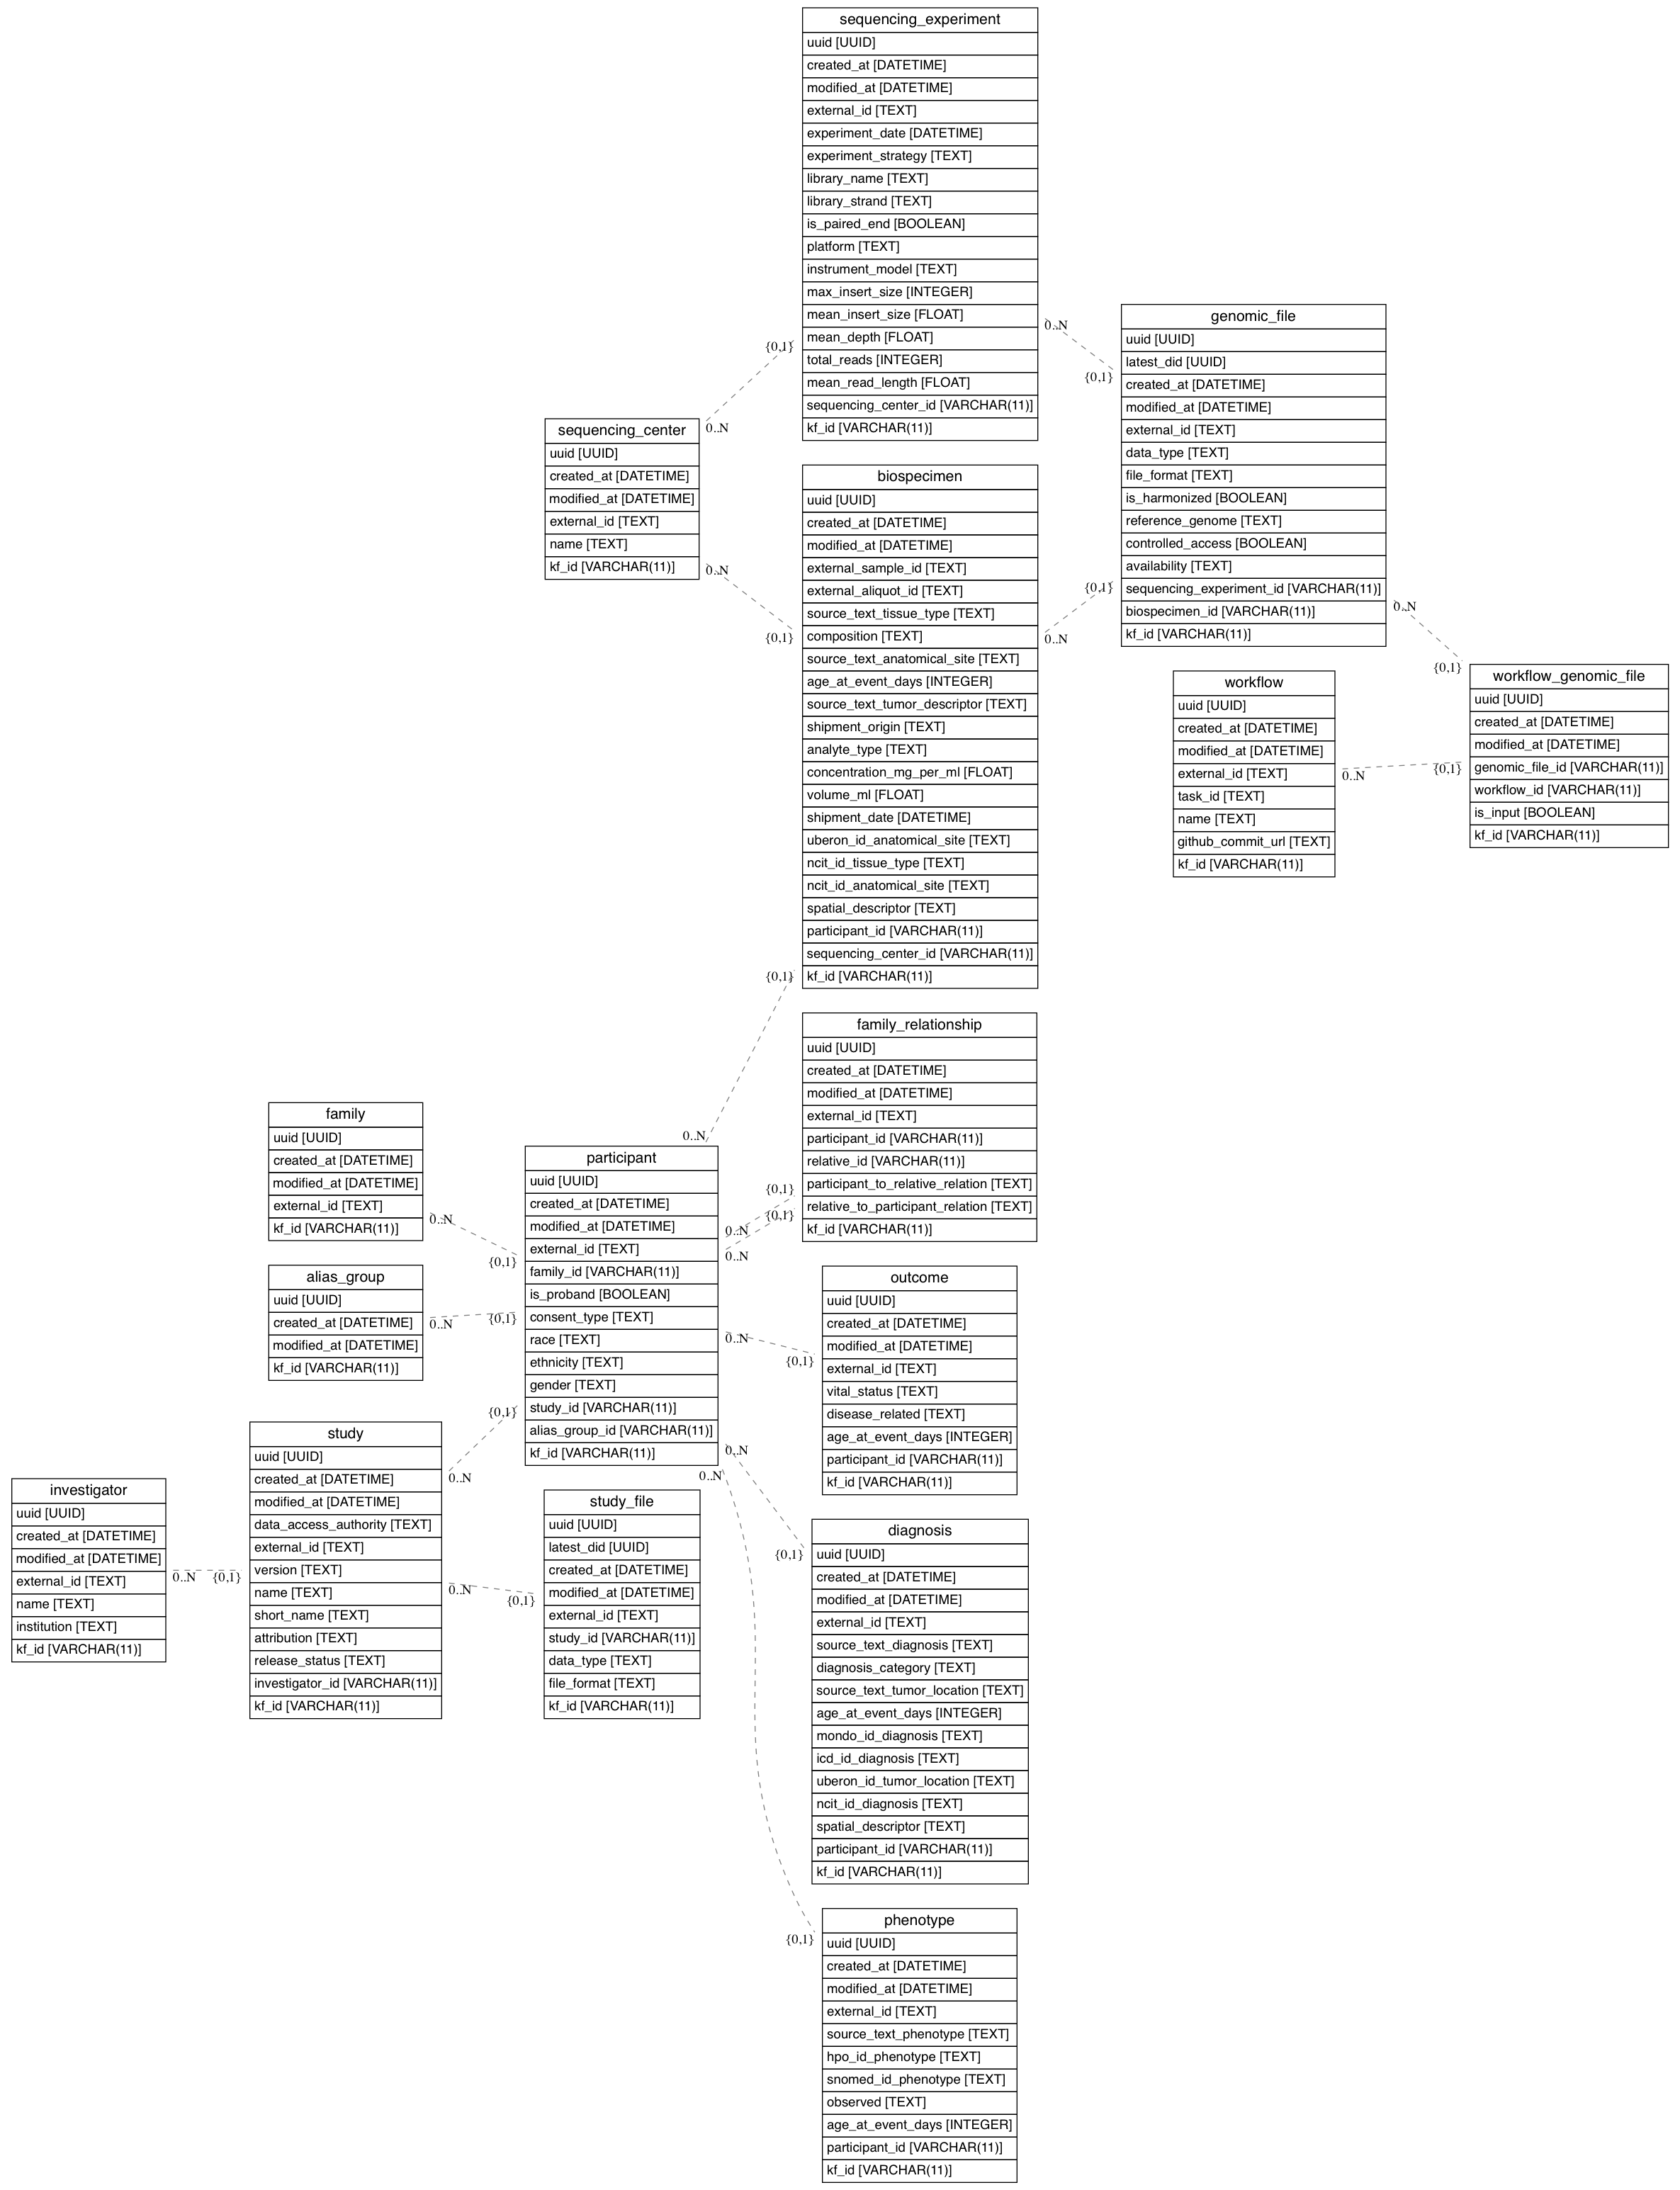 sequencing_experiment
uuid [UUID]
created_at [DATETIME]
modified_at [DATETIME]
external_id [TEXT]
experiment_date [DATETIME]
experiment_strategy [TEXT]
library_name [TEXT]
library_strand [TEXT]
is_paired_end [BOOLEAN]
platform [TEXT]
instrument_model [TEXT]
max_insert_size [INTEGER]
mean_insert_size [FLOAT]
mean_depth [FLOAT]
total_reads [INTEGER]
mean_read_length [FLOAT]
sequencing_center_id [VARCHAR(11)]
kf_id [VARCHAR(11)]
0..N
{0,1}
{0,1}
0..N
genomic_file
uuid [UUID]
latest_did [UUID]
created_at [DATETIME]
modified_at [DATETIME]
external_id [TEXT]
data_type [TEXT]
file_format [TEXT]
is_harmonized [BOOLEAN]
reference_genome [TEXT]
controlled_access [BOOLEAN]
availability [TEXT]
sequencing_experiment_id [VARCHAR(11)]
biospecimen_id [VARCHAR(11)]
kf_id [VARCHAR(11)]
sequencing_center
uuid [UUID]
created_at [DATETIME]
modified_at [DATETIME]
external_id [TEXT]
name [TEXT]
kf_id [VARCHAR(11)]
0..N
{0,1}
{0,1}
0..N
0..N
{0,1}
biospecimen
uuid [UUID]
created_at [DATETIME]
modified_at [DATETIME]
external_sample_id [TEXT]
external_aliquot_id [TEXT]
source_text_tissue_type [TEXT]
composition [TEXT]
source_text_anatomical_site [TEXT]
age_at_event_days [INTEGER]
source_text_tumor_descriptor [TEXT]
shipment_origin [TEXT]
analyte_type [TEXT]
concentration_mg_per_ml [FLOAT]
volume_ml [FLOAT]
shipment_date [DATETIME]
uberon_id_anatomical_site [TEXT]
ncit_id_tissue_type [TEXT]
ncit_id_anatomical_site [TEXT]
spatial_descriptor [TEXT]
participant_id [VARCHAR(11)]
sequencing_center_id [VARCHAR(11)]
kf_id [VARCHAR(11)]
workflow
uuid [UUID]
created_at [DATETIME]
modified_at [DATETIME]
external_id [TEXT]
task_id [TEXT]
name [TEXT]
github_commit_url [TEXT]
kf_id [VARCHAR(11)]
0..N
{0,1}
workflow_genomic_file
uuid [UUID]
created_at [DATETIME]
modified_at [DATETIME]
genomic_file_id [VARCHAR(11)]
workflow_id [VARCHAR(11)]
is_input [BOOLEAN]
kf_id [VARCHAR(11)]
{0,1}
0..N
family_relationship
uuid [UUID]
created_at [DATETIME]
modified_at [DATETIME]
external_id [TEXT]
participant_id [VARCHAR(11)]
relative_id [VARCHAR(11)]
participant_to_relative_relation [TEXT]
relative_to_participant_relation [TEXT]
kf_id [VARCHAR(11)]
family
uuid [UUID]
created_at [DATETIME]
modified_at [DATETIME]
external_id [TEXT]
kf_id [VARCHAR(11)]
0..N
{0,1}
participant
uuid [UUID]
created_at [DATETIME]
modified_at [DATETIME]
external_id [TEXT]
family_id [VARCHAR(11)]
is_proband [BOOLEAN]
consent_type [TEXT]
race [TEXT]
ethnicity [TEXT]
gender [TEXT]
study_id [VARCHAR(11)]
alias_group_id [VARCHAR(11)]
kf_id [VARCHAR(11)]
{0,1}
{0,1}
0..N
0..N
alias_group
uuid [UUID]
created_at [DATETIME]
modified_at [DATETIME]
kf_id [VARCHAR(11)]
0..N
{0,1}
outcome
uuid [UUID]
created_at [DATETIME]
modified_at [DATETIME]
external_id [TEXT]
vital_status [TEXT]
disease_related [TEXT]
age_at_event_days [INTEGER]
participant_id [VARCHAR(11)]
kf_id [VARCHAR(11)]
0..N
{0,1}
{0,1}
0..N
study
uuid [UUID]
created_at [DATETIME]
modified_at [DATETIME]
data_access_authority [TEXT]
external_id [TEXT]
version [TEXT]
name [TEXT]
short_name [TEXT]
attribution [TEXT]
release_status [TEXT]
investigator_id [VARCHAR(11)]
kf_id [VARCHAR(11)]
investigator
uuid [UUID]
created_at [DATETIME]
modified_at [DATETIME]
external_id [TEXT]
name [TEXT]
institution [TEXT]
kf_id [VARCHAR(11)]
0..N
{0,1}
study_file
uuid [UUID]
latest_did [UUID]
created_at [DATETIME]
modified_at [DATETIME]
external_id [TEXT]
study_id [VARCHAR(11)]
data_type [TEXT]
file_format [TEXT]
kf_id [VARCHAR(11)]
0..N
{0,1}
0..N
0..N
{0,1}
diagnosis
uuid [UUID]
created_at [DATETIME]
modified_at [DATETIME]
external_id [TEXT]
source_text_diagnosis [TEXT]
diagnosis_category [TEXT]
source_text_tumor_location [TEXT]
age_at_event_days [INTEGER]
mondo_id_diagnosis [TEXT]
icd_id_diagnosis [TEXT]
uberon_id_tumor_location [TEXT]
ncit_id_diagnosis [TEXT]
spatial_descriptor [TEXT]
participant_id [VARCHAR(11)]
kf_id [VARCHAR(11)]
{0,1}
phenotype
uuid [UUID]
created_at [DATETIME]
modified_at [DATETIME]
external_id [TEXT]
source_text_phenotype [TEXT]
hpo_id_phenotype [TEXT]
snomed_id_phenotype [TEXT]
observed [TEXT]
age_at_event_days [INTEGER]
participant_id [VARCHAR(11)]
kf_id [VARCHAR(11)]